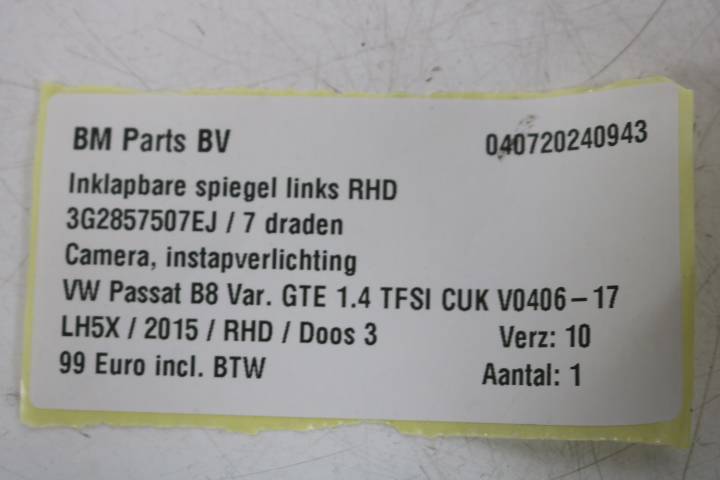 BM Parts BV 040720240943
Inklapbare spiegel links RHD
3G2857507EJ / 7 draden
Camera, instapverlichting
VW Passat B8 Var. GTE 1.4 TFSI CUK V0406-17
LH5X / 2015 / RHD / Doos 3 Verz: 10
99 Euro incl. BTW Aantal: 1